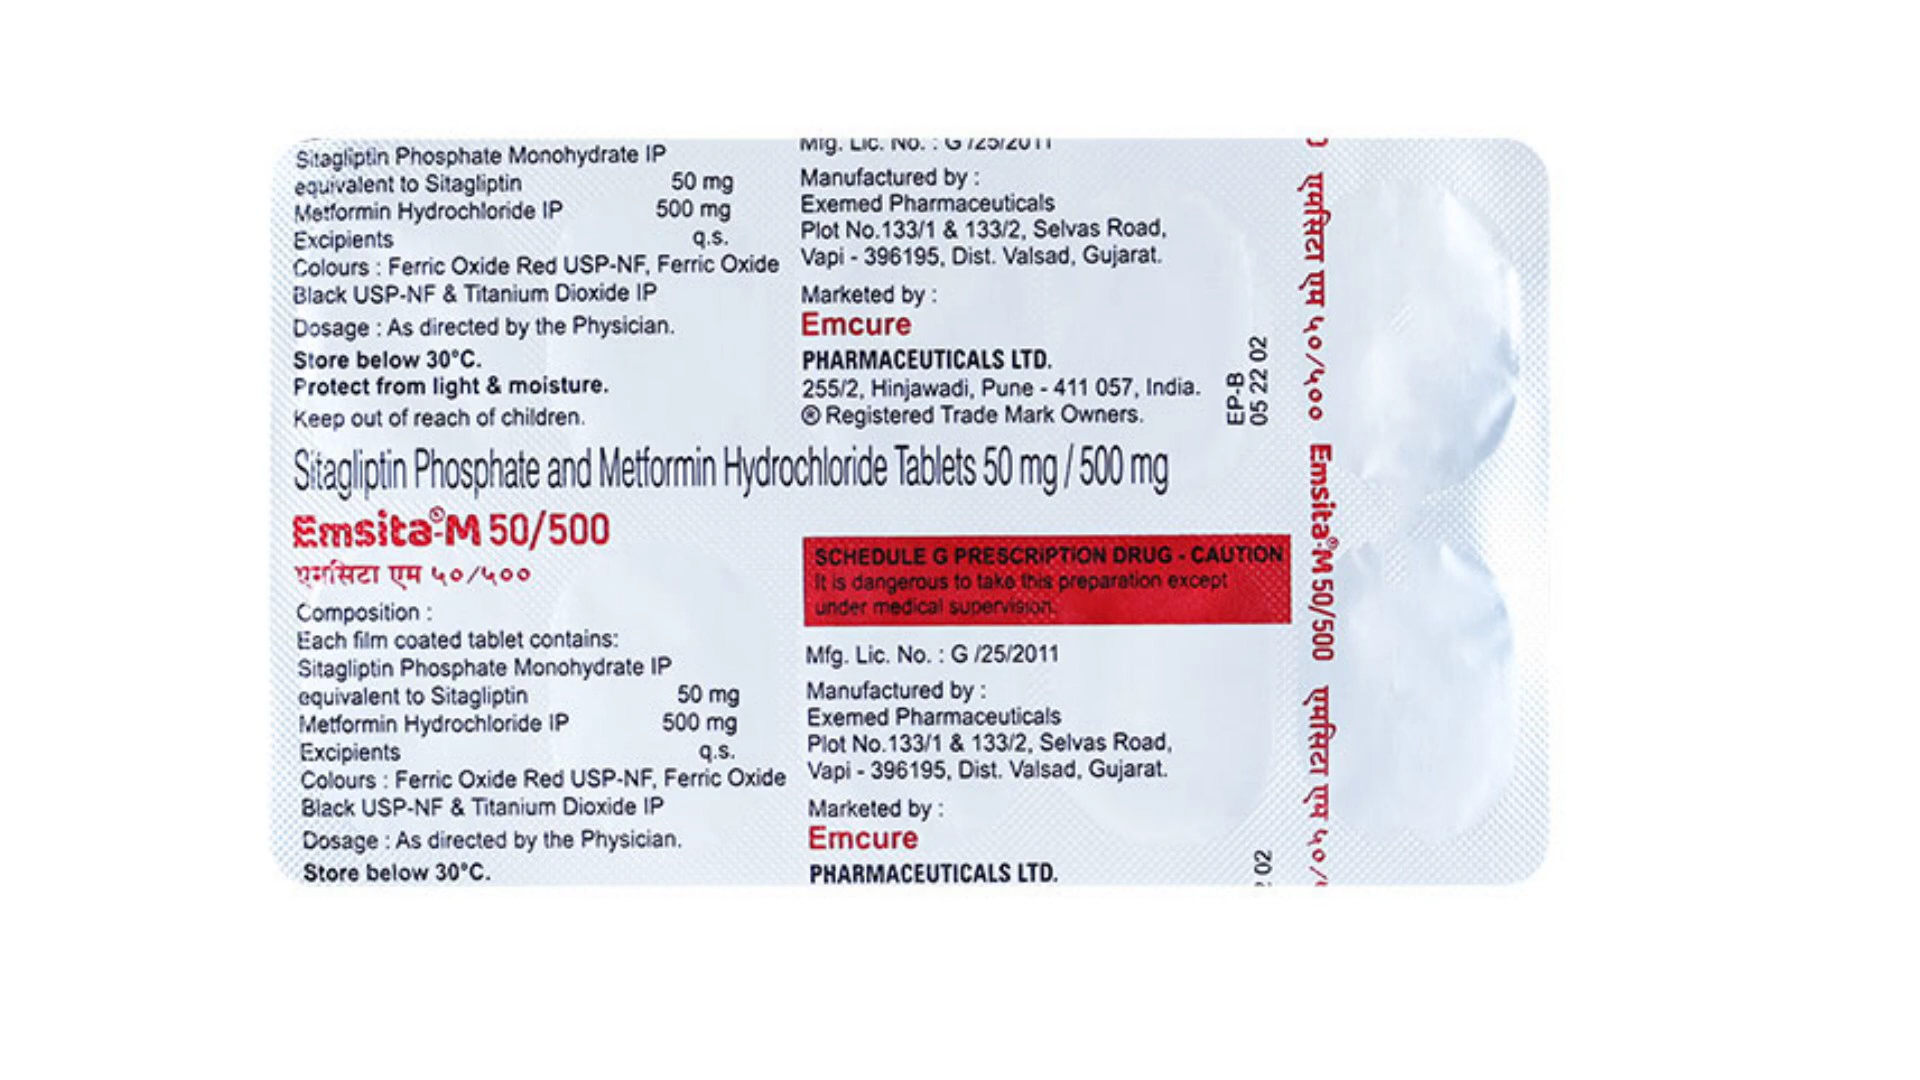 Sitagliptin Phosphate Monohydrate IP
equivalent to Sitagliptin 50 mg
Metformin Hydrochloride IP 500 mg
Excipients q.s.
Colours : Ferric Oxide Red USP-NF, Ferric Oxide
Black USP-NF & Titanium Dioxide IP
Dosage : As directed by the Physician.
Store below 30°C.
Protect from light & moisture.
Keep out of reach of children.
Mfg. Lic. No. : G /25/2011
Manufactured by :
Exemed Pharmaceuticals
Plot No.133/1 & 133/2, Selvas Road,
Vapi - 396195, Dist. Valsad, Gujarat.
Marketed by :
Emcure
PHARMACEUTICALS LTD.
255/2, Hinjawadi, Pune - 411 057, India.
® Registered Trade Mark Owners.
EP-B
05 22 02
Sitagliptin Phosphate and Metformin Hydrochloride Tablets 50 mg / 500 mg
Emsita®-M 50/500
एमसिटा एम ५०/५००
Composition :
Each film coated tablet contains:
Sitagliptin Phosphate Monohydrate IP
equivalent to Sitagliptin 50 mg
Metformin Hydrochloride IP 500 mg
Excipients q.s.
Colours : Ferric Oxide Red USP-NF, Ferric Oxide
Black USP-NF & Titanium Dioxide IP
Dosage : As directed by the Physician.
Store below 30°C.
SCHEDULE G PRESCRIPTION DRUG - CAUTION
It is dangerous to take this preparation except
under medical supervision.
Mfg. Lic. No. : G /25/2011
Manufactured by :
Exemed Pharmaceuticals
Plot No.133/1 & 133/2, Selvas Road,
Vapi - 396195, Dist. Valsad, Gujarat.
Marketed by :
Emcure
PHARMACEUTICALS LTD.
02
एमसिटा एम ५०/५०० Emsita®-M 50/500 एमसिटा एम ५०/